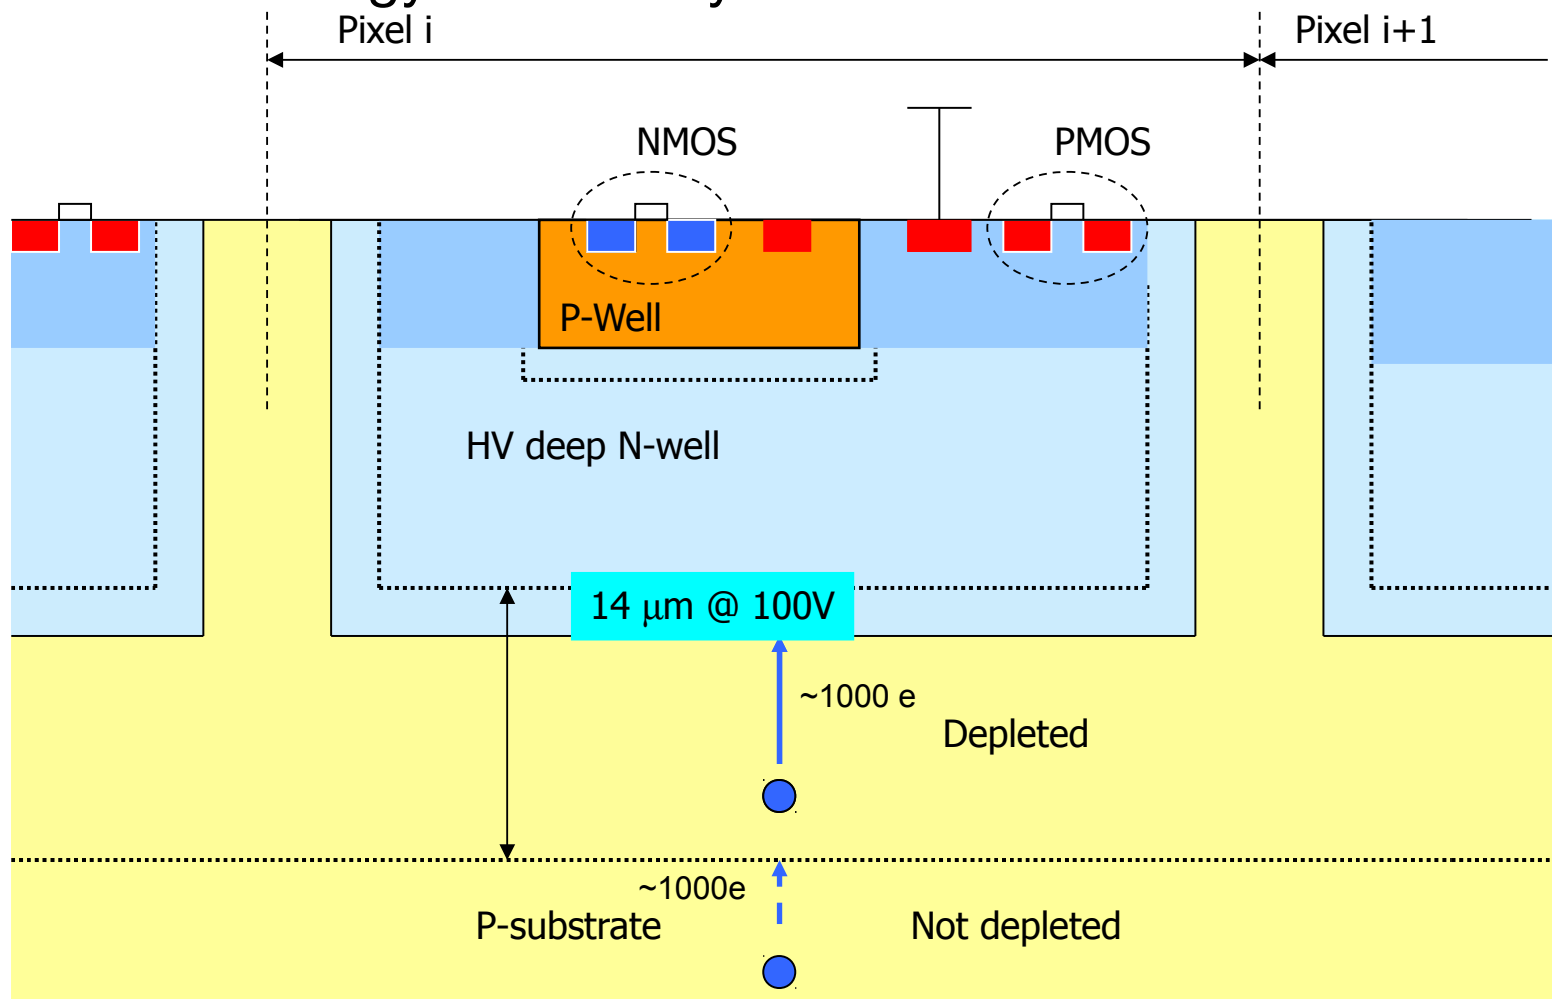 Pixel i
Pixel i+1
NMOS
PMOS
P-Well
HV deep N-well
14 μm @ 100V
~1000 e
Depleted
~1000e
P-substrate
Not depleted